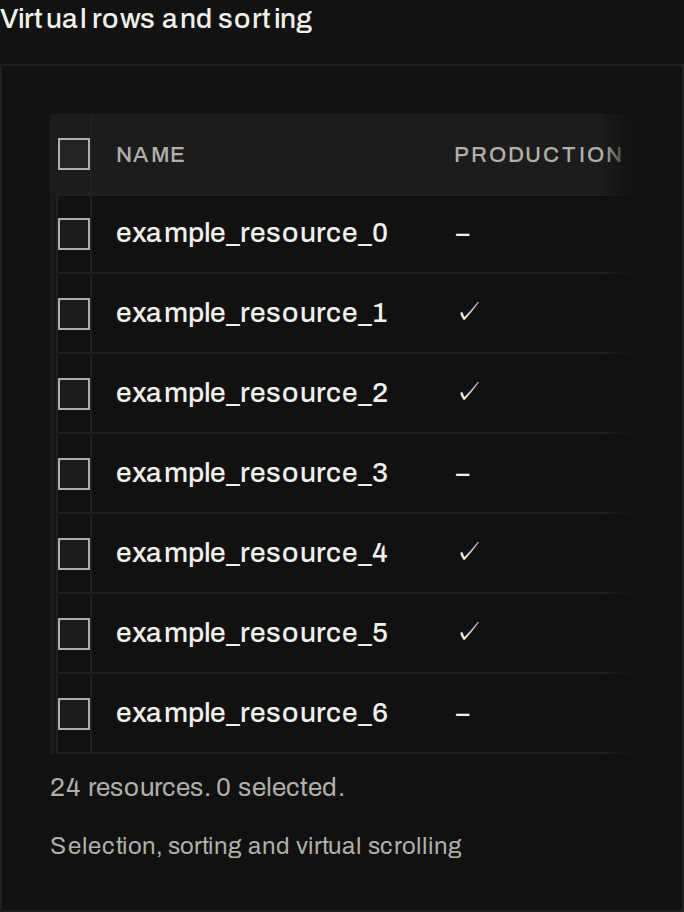 Virtual rows and sorting
NAME PRODUCTION
example_resource_0 –
example_resource_1 ✓
example_resource_2 ✓
example_resource_3 –
example_resource_4 ✓
example_resource_5 ✓
example_resource_6 –
24 resources. 0 selected.
Selection, sorting and virtual scrolling